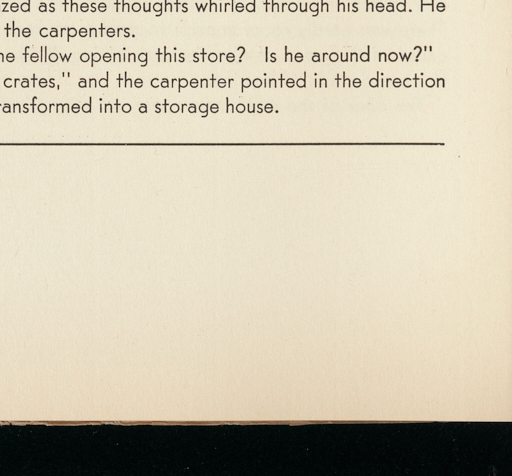 zed as these thoughts whirled through his head. He
the carpenters.
ne fellow opening this store? Is he around now?"
crates," and the carpenter pointed in the direction
ansformed into a storage house.